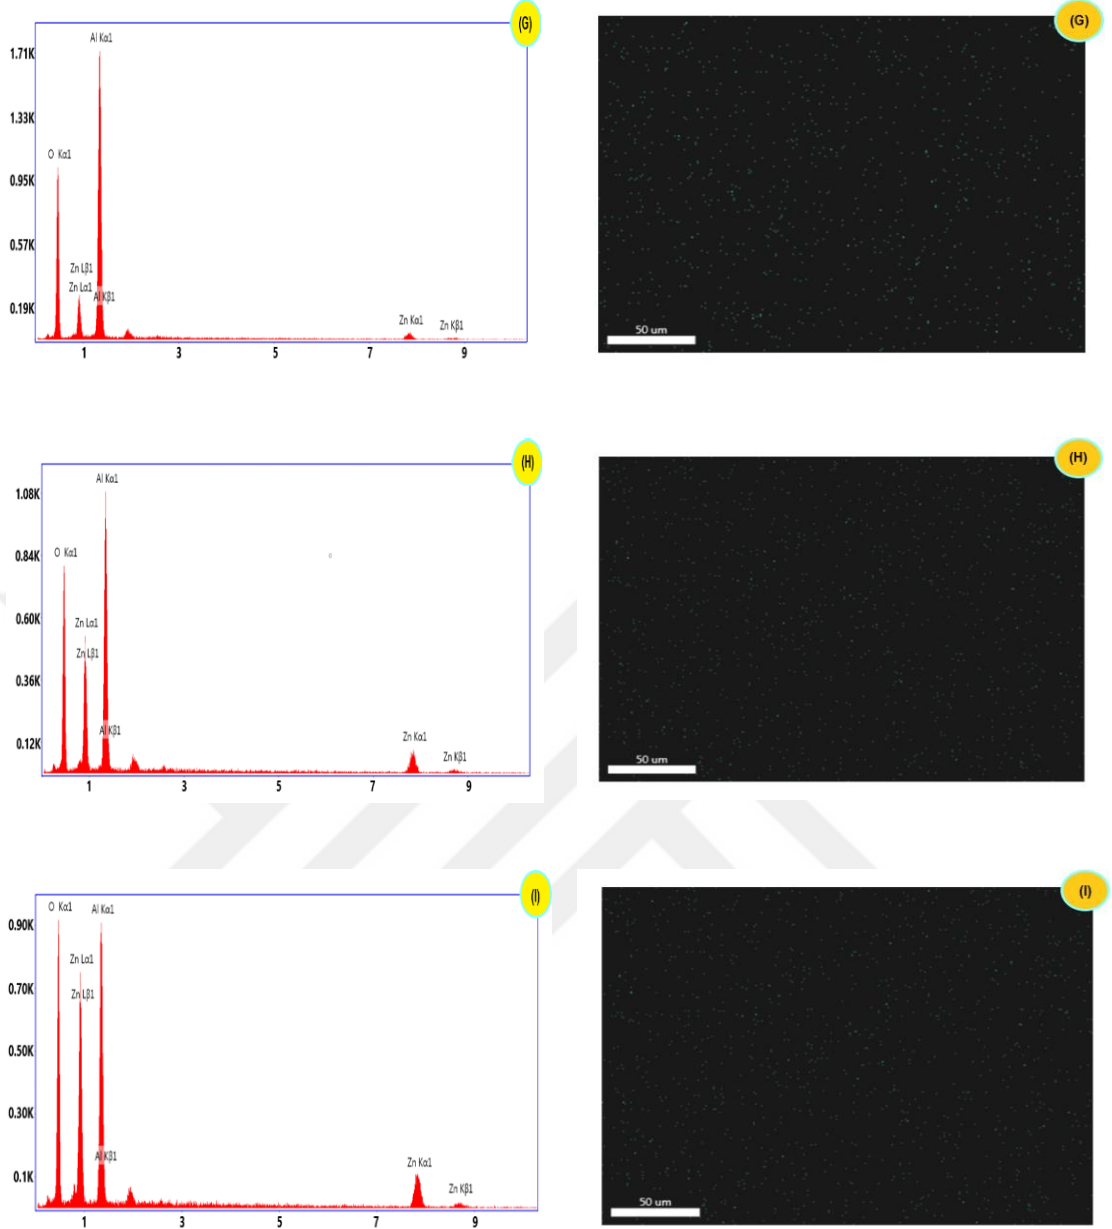 (G)
Al Kα1
1.71K
1.33K
O Kα1
0.95K
0.57K
Zn Lβ1
Zn Lα1
Al Kβ1
0.19K
Zn Kα1
Zn Kβ1
1 3 5 7 9
(G)
50 um
(H)
Al Kα1
1.08K
O Kα1
0.84K
Zn Lα1
0.60K
Zn Lβ1
0.36K
Al Kβ1
0.12K
Zn Kα1
Zn Kβ1
1 3 5 7 9
(H)
50 um
(I)
O Kα1 Al Kα1
0.90K
Zn Lα1
0.70K
Zn Lβ1
0.50K
0.30K
Al Kβ1
0.1K
Zn Kα1
Zn Kβ1
1 3 5 7 9
(I)
50 um